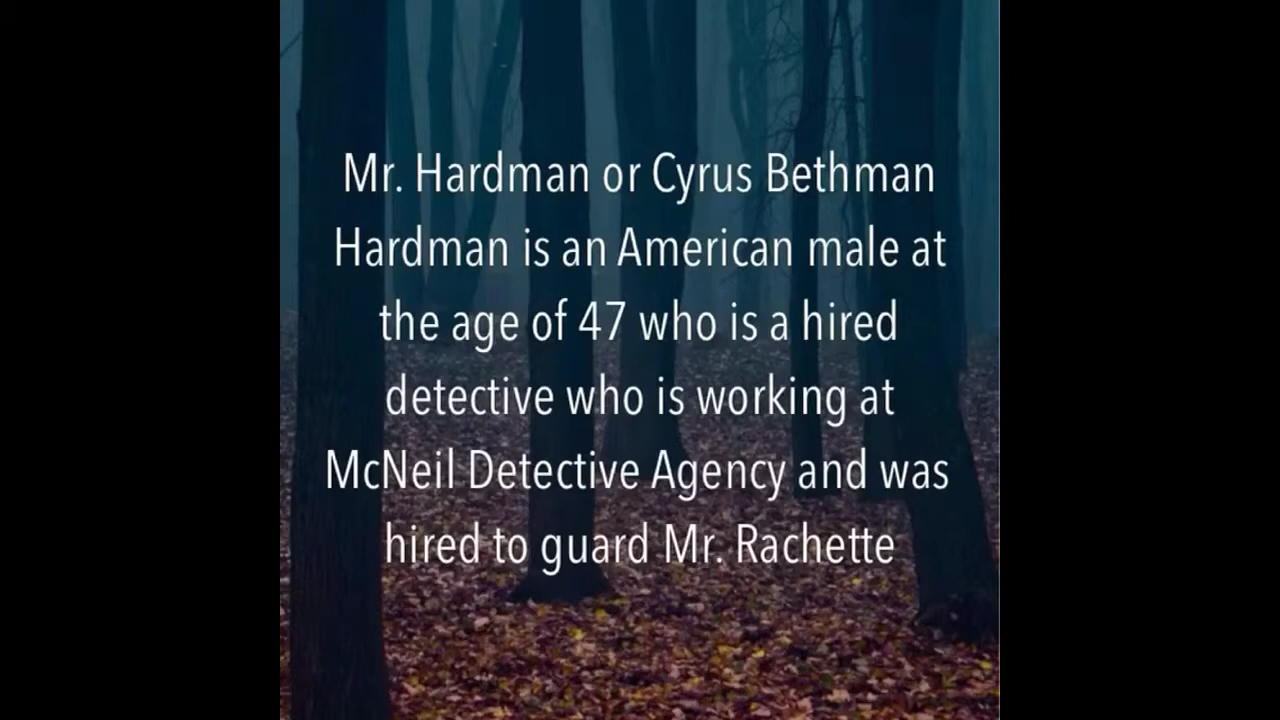 Mr. Hardman or Cyrus Bethman
Hardman is an American male at
the age of 47 who is a hired
detective who is working at
McNeil Detective Agency and was
hired to guard Mr. Rachette